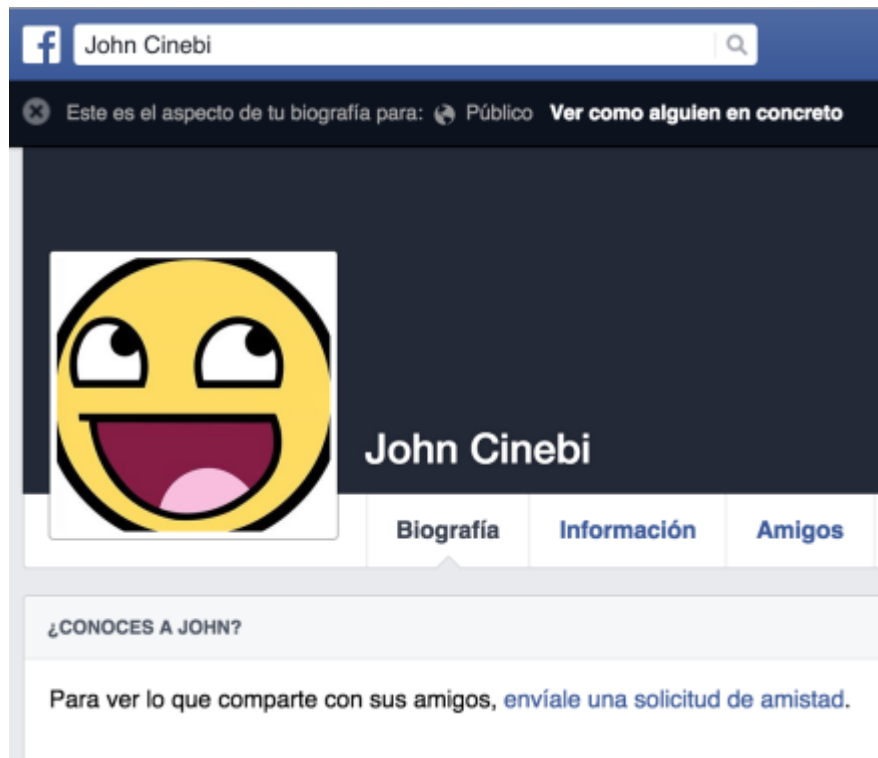 John Cinebi
Este es el aspecto de tu biografía para: Público Ver como alguien en concreto
John Cinebi
Biografía Información Amigos
¿CONOCES A JOHN?
Para ver lo que comparte con sus amigos, envíale una solicitud de amistad.